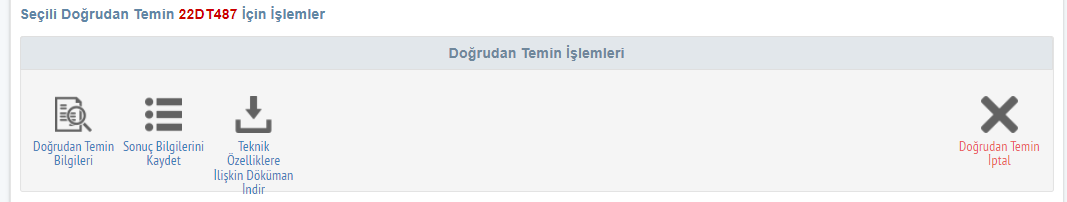 Seçili Doğrudan Temin 22DT487 İçin İşlemler
Doğrudan Temin İşlemleri
Doğrudan Temin
Bilgileri
Sonuç Bilgilerini
Kaydet
Teknik
Özelliklere
İlişkin Döküman
İndir
Doğrudan Temin
İptal